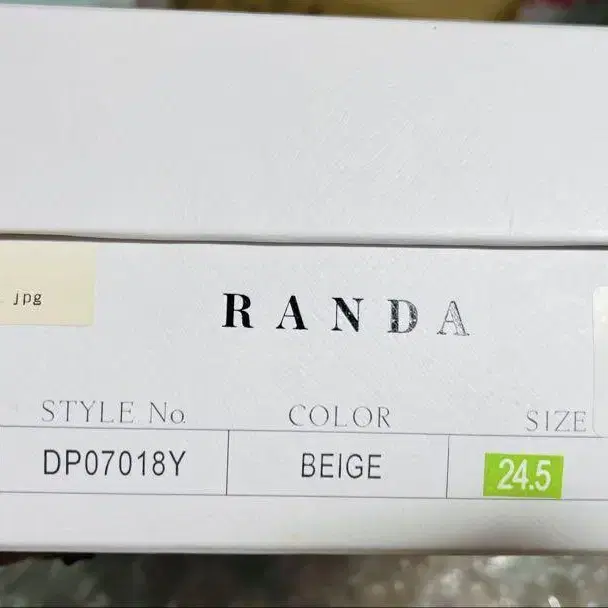 jpg
RANDA
STYLE No. COLOR SIZE
DP07018Y BEIGE 24.5